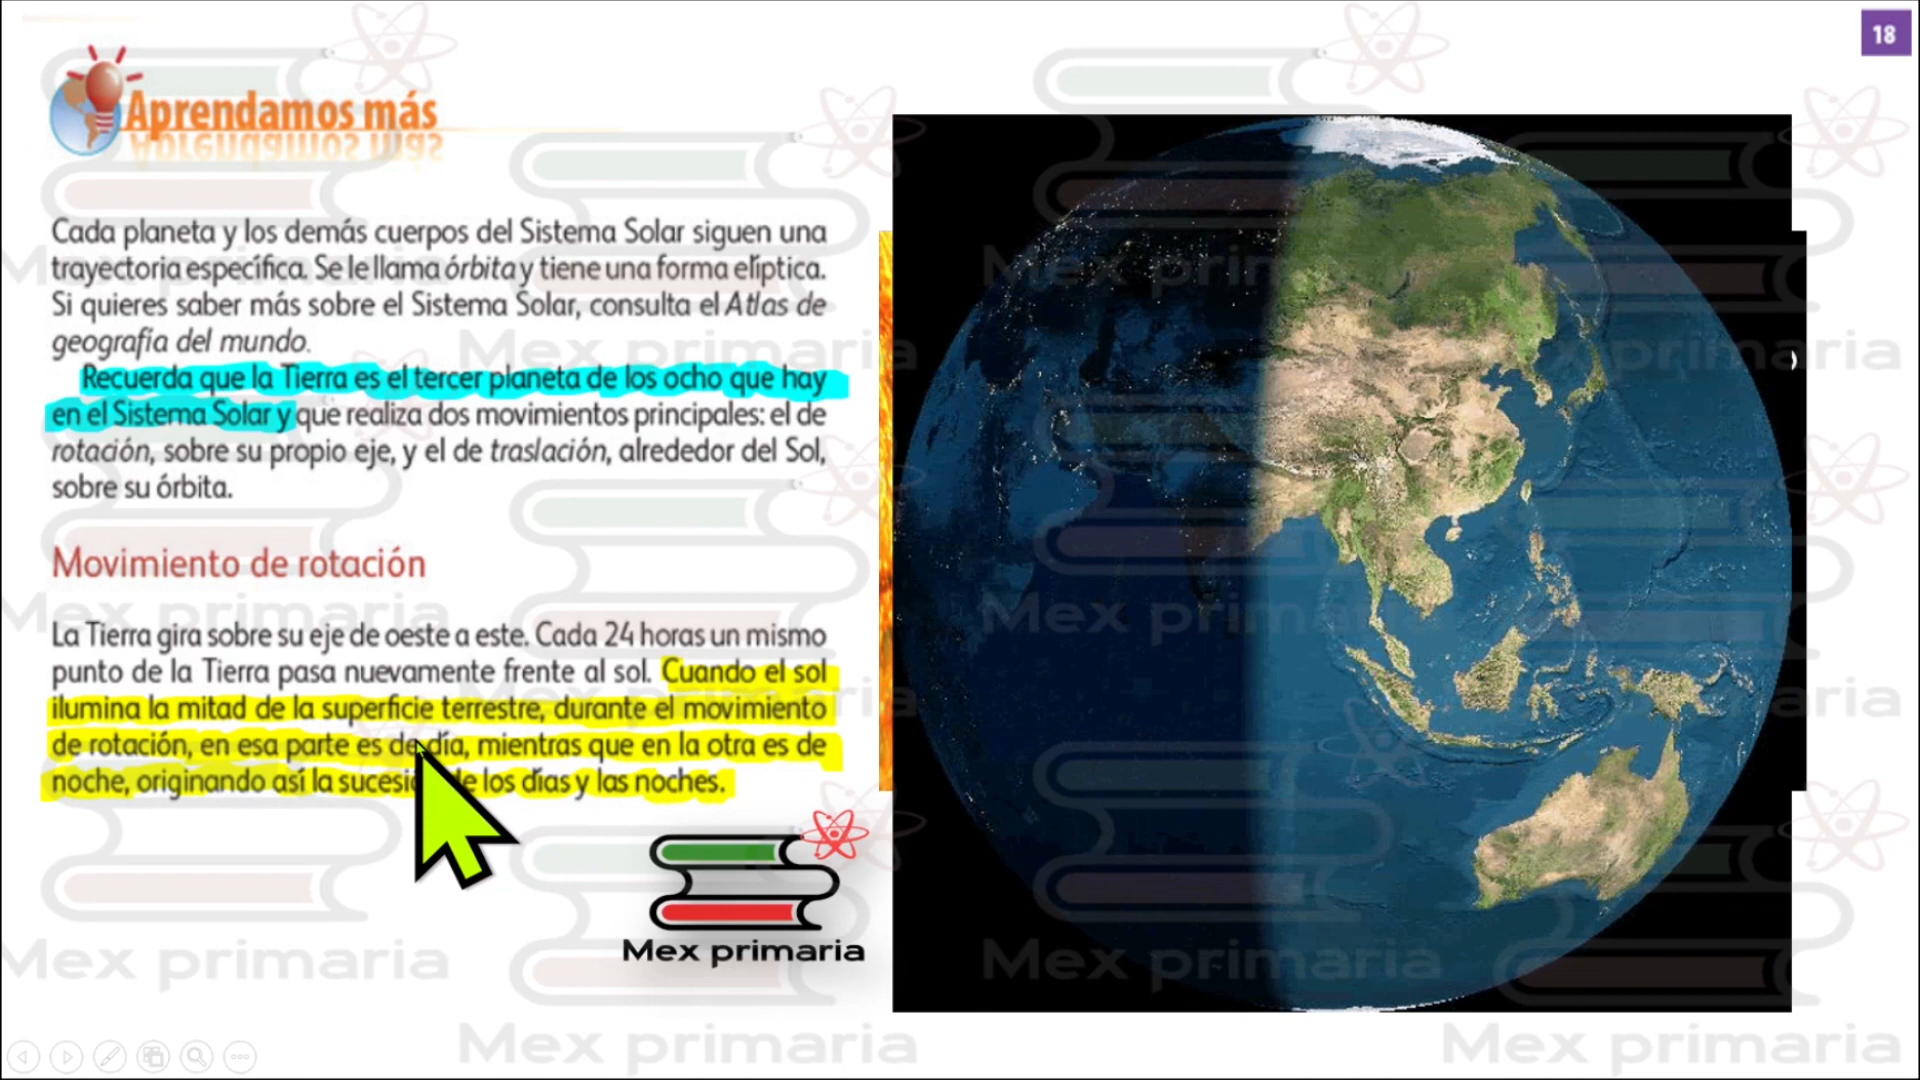 18
Aprendamos más
Cada planeta y los demás cuerpos del Sistema Solar siguen una
trayectoria específica. Se le llama órbita y tiene una forma elíptica.
Si quieres saber más sobre el Sistema Solar, consulta el Atlas de
geografía del mundo.
Recuerda que la Tierra es el tercer planeta de los ocho que hay
en el Sistema Solar y que realiza dos movimientos principales: el de
rotación, sobre su propio eje, y el de traslación, alrededor del Sol,
sobre su órbita.
Movimiento de rotación
La Tierra gira sobre su eje de oeste a este. Cada 24 horas un mismo
punto de la Tierra pasa nuevamente frente al sol. Cuando el sol
ilumina la mitad de la superficie terrestre, durante el movimiento
de rotación, en esa parte es de día, mientras que en la otra es de
noche, originando así la los días y las noches.
Mex primaria